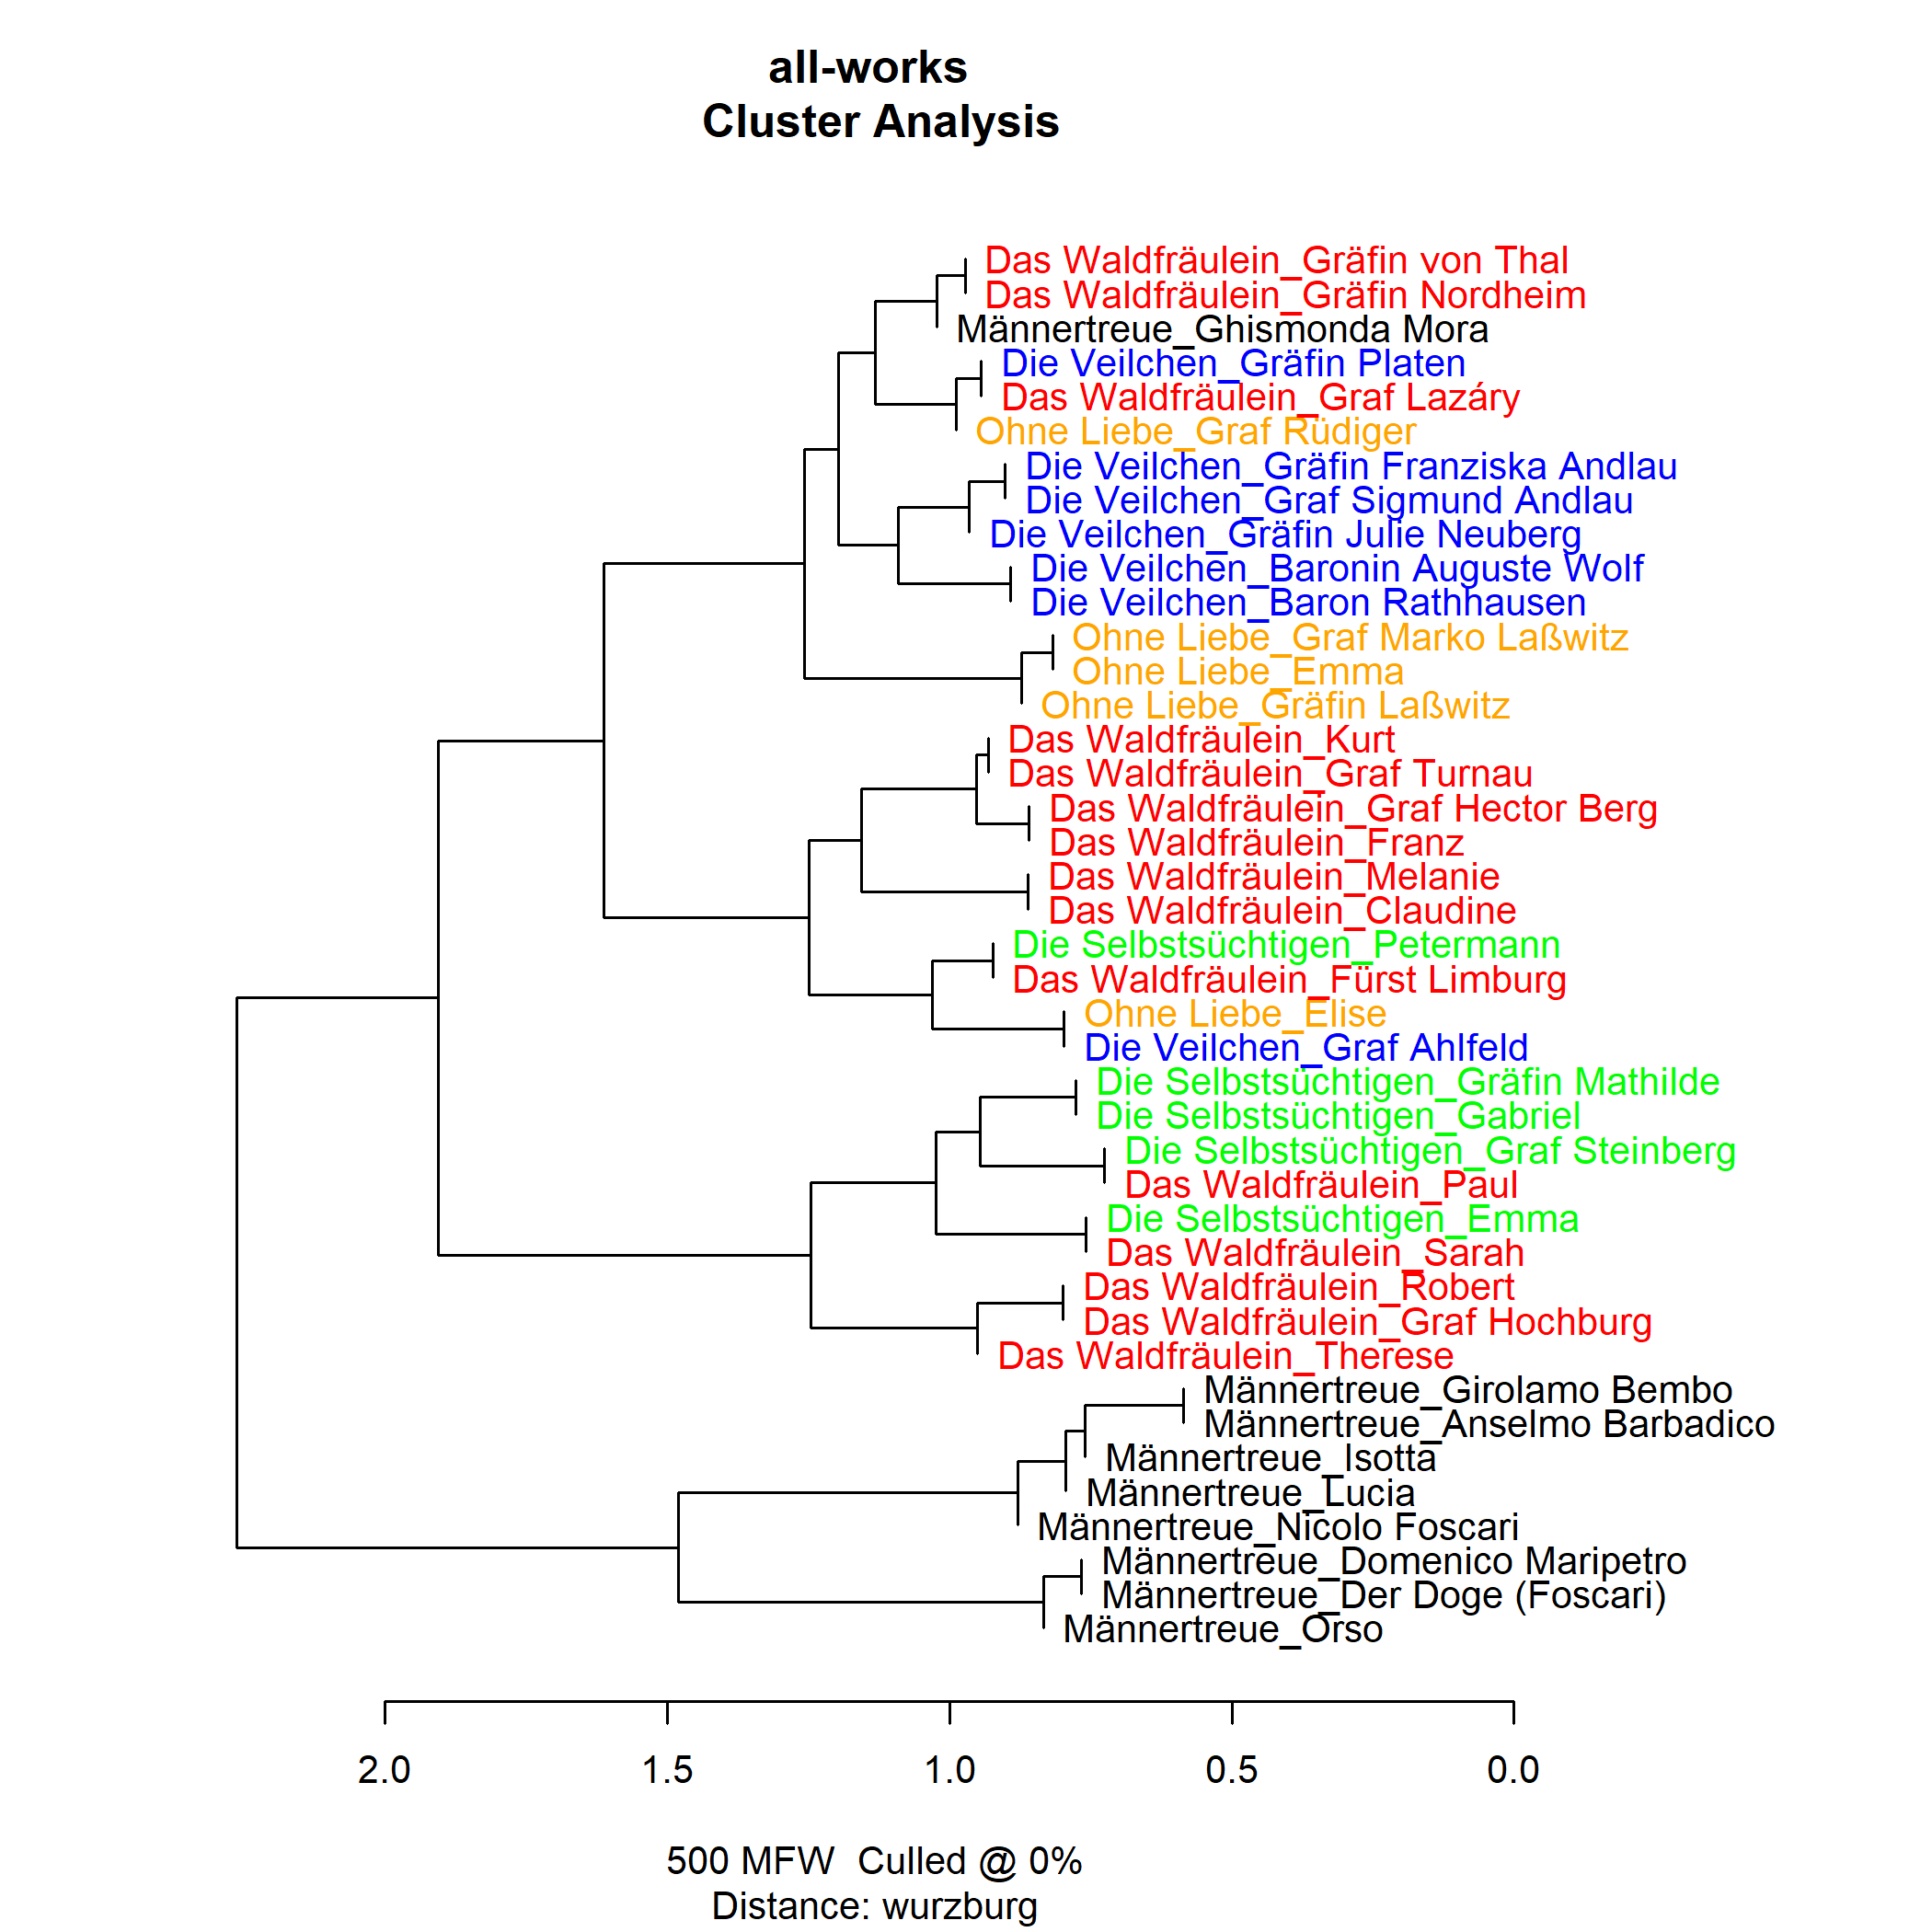 all-works
Cluster Analysis
Das Waldfräulein_Gräfin von Thal
Das Waldfräulein_Gräfin Nordheim
Männertreue_Ghismonda Mora
Die Veilchen_Gräfin Platen
Das Waldfräulein_Graf Lazáry
Ohne Liebe_Graf Rüdiger
Die Veilchen_Gräfin Franziska Andlau
Die Veilchen_Graf Sigmund Andlau
Die Veilchen_Gräfin Julie Neuberg
Die Veilchen_Baronin Auguste Wolf
Die Veilchen_Baron Rathhausen
Ohne Liebe_Graf Marko Laßwitz
Ohne Liebe_Emma
Ohne Liebe_Gräfin Laßwitz
Das Waldfräulein_Kurt
Das Waldfräulein_Graf Turnau
Das Waldfräulein_Graf Hector Berg
Das Waldfräulein_Franz
Das Waldfräulein_Melanie
Das Waldfräulein_Claudine
Die Selbstsüchtigen_Petermann
Das Waldfräulein_Fürst Limburg
Ohne Liebe_Elise
Die Veilchen_Graf Ahlfeld
Die Selbstsüchtigen_Gräfin Mathilde
Die Selbstsüchtigen_Gabriel
Die Selbstsüchtigen_Graf Steinberg
Das Waldfräulein_Paul
Die Selbstsüchtigen_Emma
Das Waldfräulein_Sarah
Das Waldfräulein_Robert
Das Waldfräulein_Graf Hochburg
Das Waldfräulein_Therese
Männertreue_Girolamo Bembo
Männertreue_Anselmo Barbadico
Männertreue_Isotta
Männertreue_Lucia
Männertreue_Nicolo Foscari
Männertreue_Domenico Maripetro
Männertreue_Der Doge (Foscari)
Männertreue_Orso
2.0 1.5 1.0 0.5 0.0
500 MFW Culled @ 0%
Distance: wurzburg